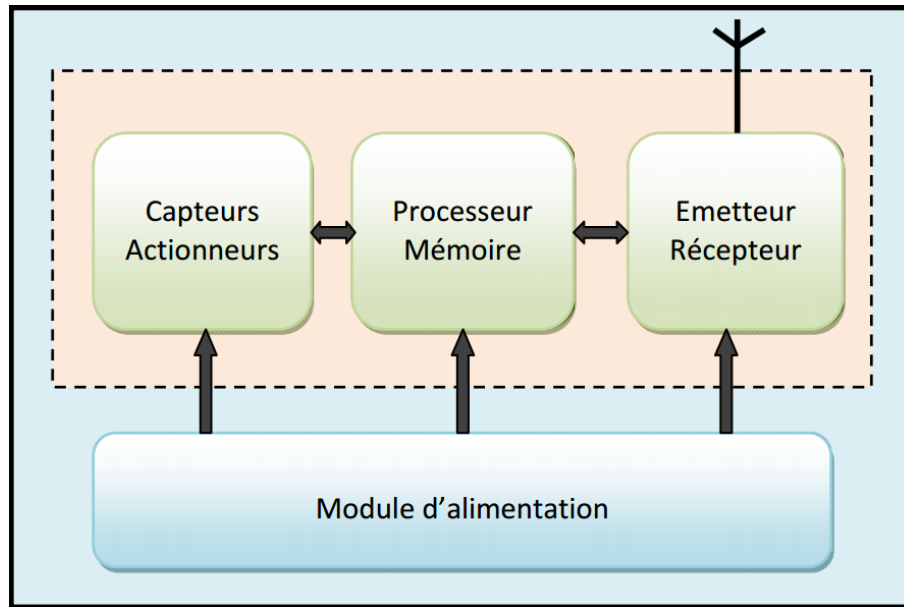 Capteurs
Actionneurs
Processeur
Mémoire
Emetteur
Récepteur
Module d’alimentation